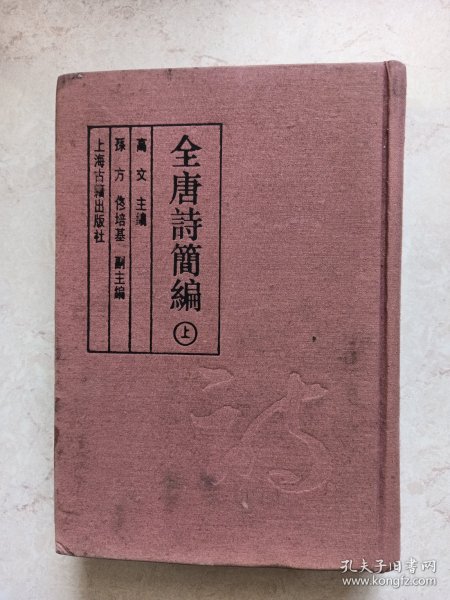 全唐詩簡編 上
高文 主編
孫方 佟培基 副主編
上海古籍出版社
詩
孔夫子旧书网
www.kongfz.com